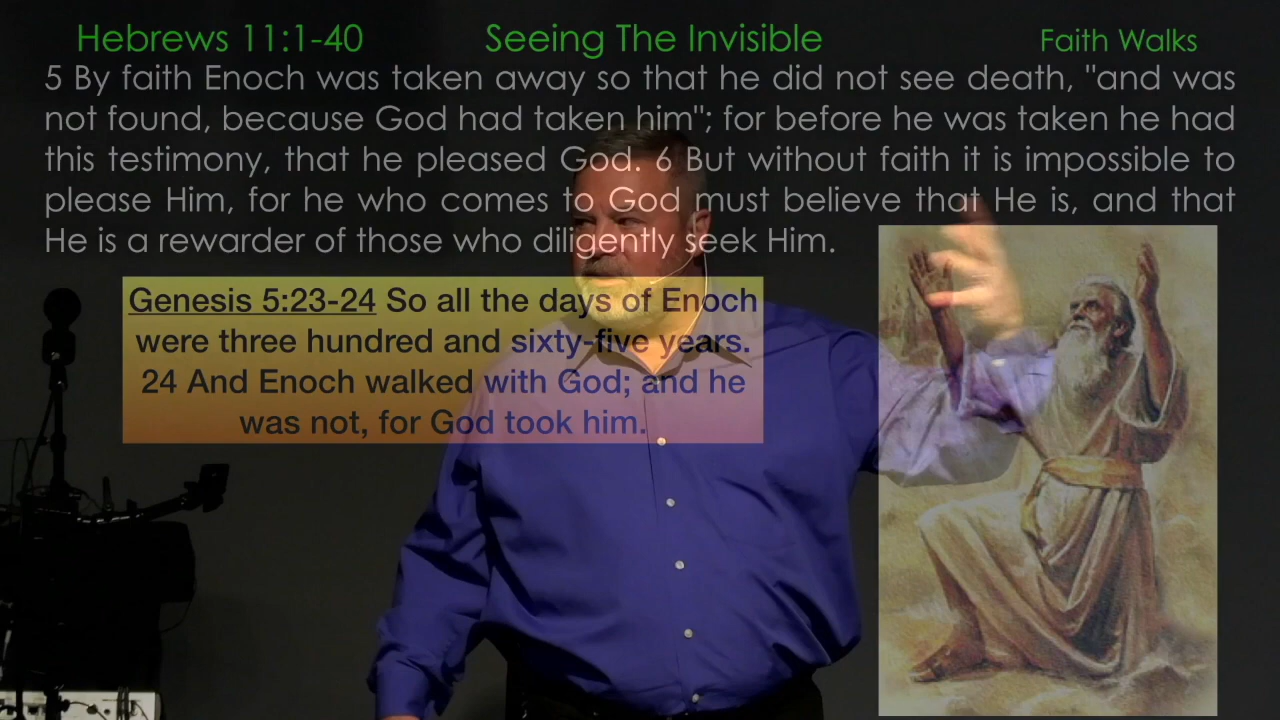 Hebrews 11:1-40 Seeing The Invisible Faith Walks
5 By faith Enoch was taken away so that he did not see death, "and was
not found, because God had taken him"; for before he was taken he had
this testimony, that he pleased God. 6 But without faith it is impossible to
please Him, for he who comes to God must believe that He is, and that
He is a rewarder of those who diligently seek Him.
Genesis 5:23-24 So all the days of Enoch
were three hundred and sixty-five years.
24 And Enoch walked with God; and he
was not, for God took him.